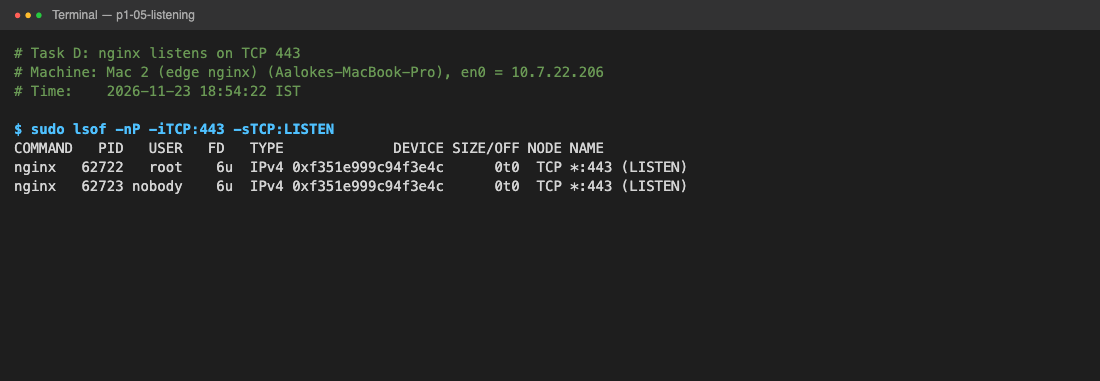 Terminal — p1-05-listening
# Task D: nginx listens on TCP 443
# Machine: Mac 2 (edge nginx) (Aalokes-MacBook-Pro), en0 = 10.7.22.206
# Time:    2026-11-23 18:54:22 IST
$ sudo lsof -nP -iTCP:443 -sTCP:LISTEN
COMMAND   PID   USER   FD   TYPE             DEVICE SIZE/OFF NODE NAME
nginx   62722   root    6u  IPv4 0xf351e999c94f3e4c      0t0  TCP *:443 (LISTEN)
nginx   62723 nobody    6u  IPv4 0xf351e999c94f3e4c      0t0  TCP *:443 (LISTEN)